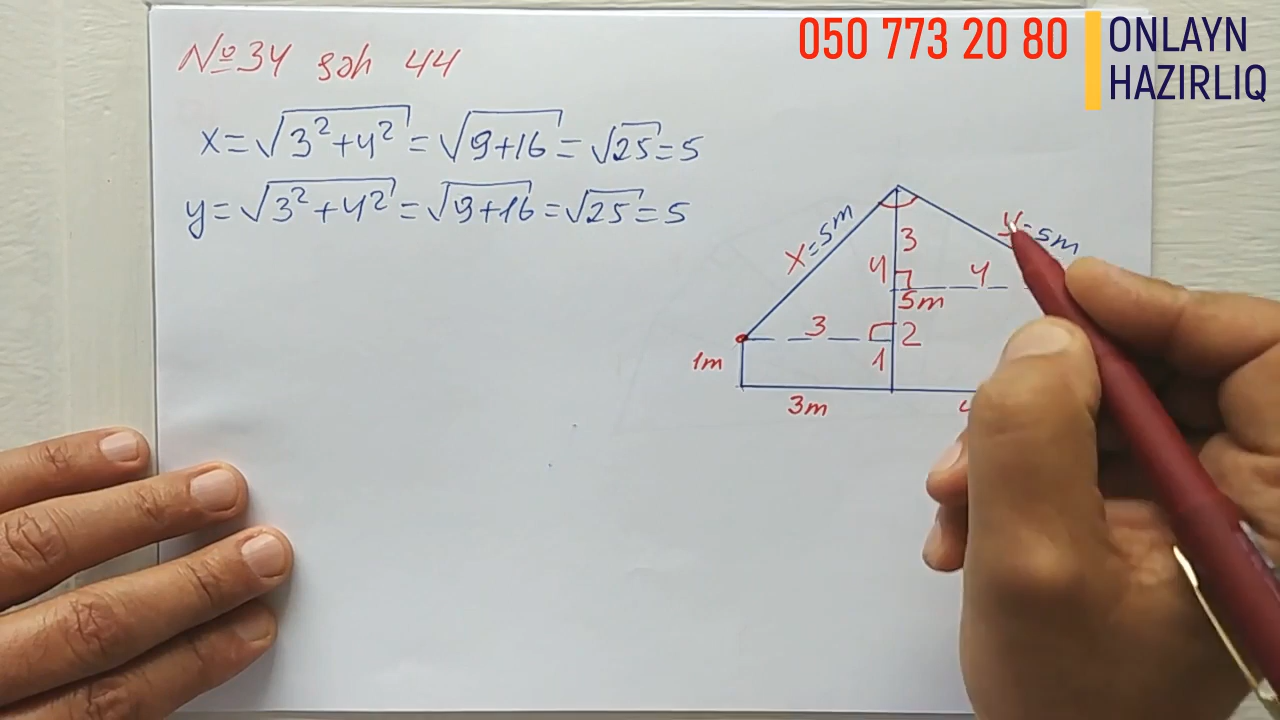 050 773 20 80
ONLAYN
HAZIRLIQ
№34 səh 44
x=√3²+4²=√9+16=√25=5
y=√3²+4²=√9+16=√25=5
x=5m
y=5m
3
4
4
5m
3
2
1m
1
3m